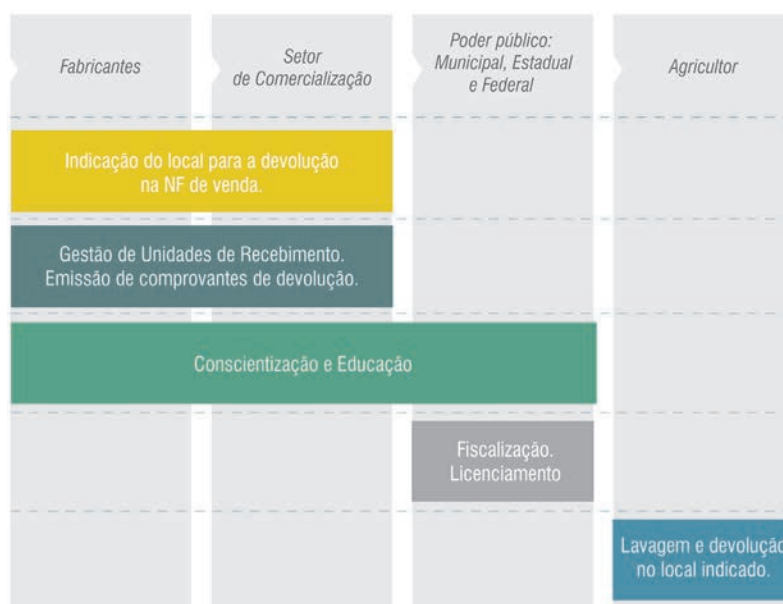 Fabricantes
Setor
de Comercialização
Poder público:
Municipal, Estadual
e Federal
Agricultor
Indicação do local para a devolução
na NF de venda.
Gestão de Unidades de Recebimento.
Emissão de comprovantes de devolução.
Conscientização e Educação
Fiscalização.
Licenciamento
Lavagem e devolução
no local indicado.